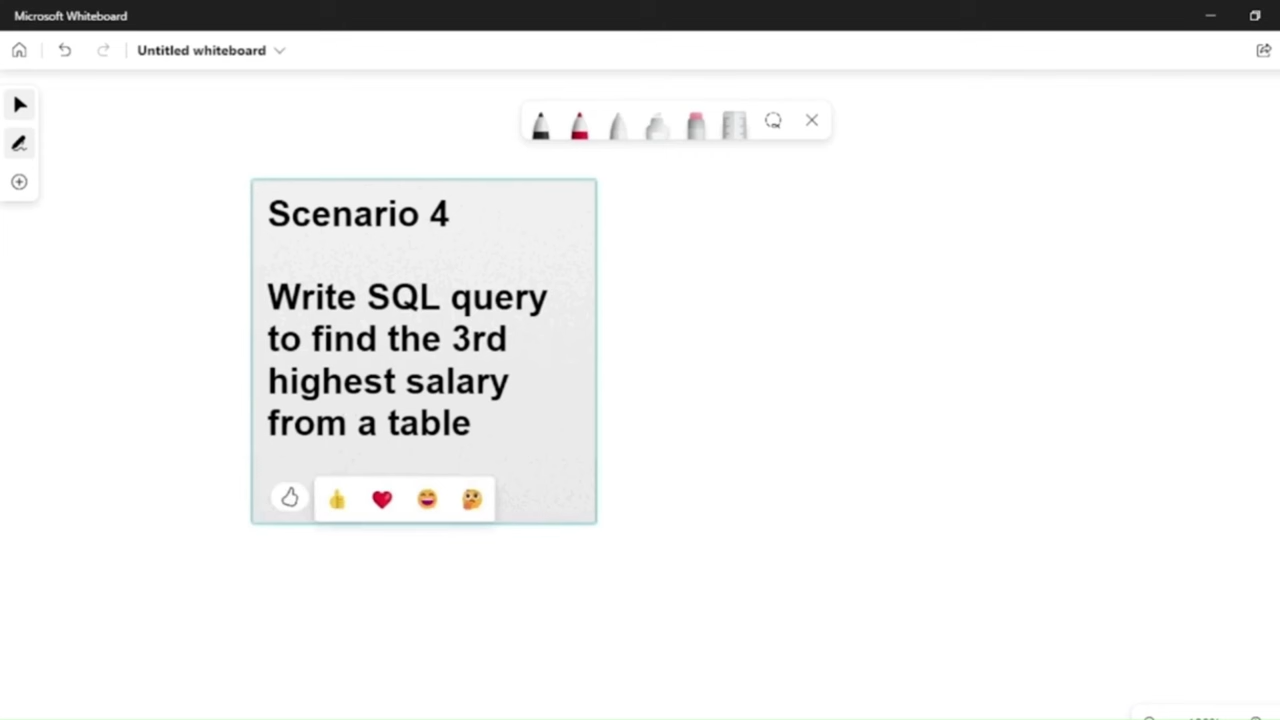 Microsoft Whiteboard
Untitled whiteboard
Scenario 4
Write SQL query
to find the 3rd
highest salary
from a table